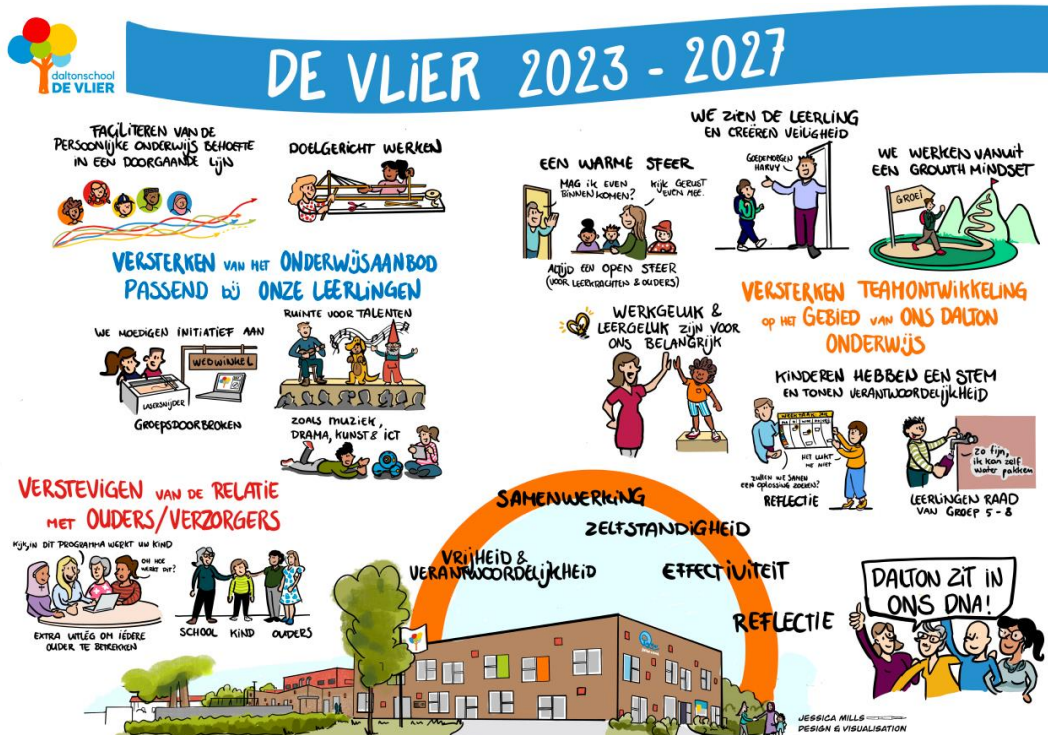 daltonschool
DE VLIER
DE VLIER 2023 - 2027
FACILITEREN VAN DE
PERSOONLIJKE ONDERWIJS BEHOEFTE
IN EEN DOORGAANDE LIJN
DOELGERICHT WERKEN
VERSTERKEN VAN HET ONDERWIJSAANBOD
PASSEND BIJ ONZE LEERLINGEN
WE MOEDIGEN INITIATIEF AAN
WEBWINKEL
LASERSNIJDER
GROEPSDOORBROKEN
RUIMTE VOOR TALENTEN
ZOALS MUZIEK,
DRAMA, KUNST & ICT
VERSTEVIGEN VAN DE RELATIE
MET OUDERS/VERZORGERS
KIJK, IN DIT PROGRAMMA WERKT UW KIND
OH HOE
WERKT DIT?
EXTRA UITLEG OM IEDERE
OUDER TE BETREKKEN
SCHOOL KIND OUDERS
EEN WARME SFEER
MAG IK EVEN
BINNENKOMEN?
KIJK GERUST
EVEN MEE.
ALTIJD EEN OPEN SFEER
(VOOR LEERKRACHTEN & OUDERS)
WE ZIEN DE LEERLING
EN CREËREN VEILIGHEID
GOEDEMORGEN
HARVY
WE WERKEN VANUIT
EEN GROWTH MINDSET
GROEI
WERKGELUK &
LEERGELUK ZIJN VOOR
ONS BELANGRIJK
VERSTERKEN TEAMONTWIKKELING
OP HET GEBIED VAN ONS DALTON
ONDERWIJS
KINDEREN HEBBEN EEN STEM
EN TONEN VERANTWOORDELIJKHEID
HET LUKT
ME NIET
ZULLEN WE SAMEN
EEN OPLOSSING ZOEKEN?
REFLECTIE
Zo fijn,
ik kan zelf
water pakken
LEERLINGEN RAAD
VAN GROEP 5 - 8
SAMENWERKING
ZELFSTANDIGHEID
VRIJHEID &
VERANTWOORDELIJKHEID
EFFECTIVITEIT
REFLECTIE
DALTON ZIT IN
ONS DNA!
JESSICA MILLS
DESIGN & VISUALISATION